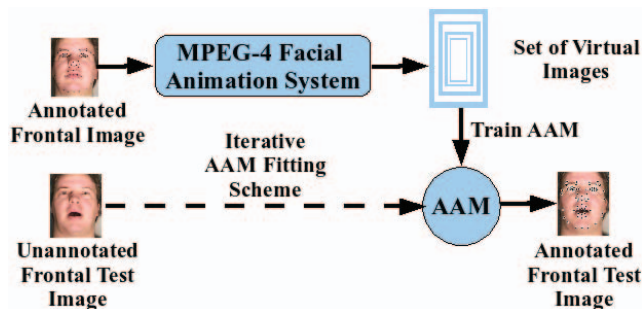 MPEG-4 Facial
Animation System
Set of Virtual
Images
Annotated
Frontal Image
Train AAM
Iterative
AAM Fitting
Scheme
AAM
Unannotated
Frontal Test
Image
Annotated
Frontal Test
Image